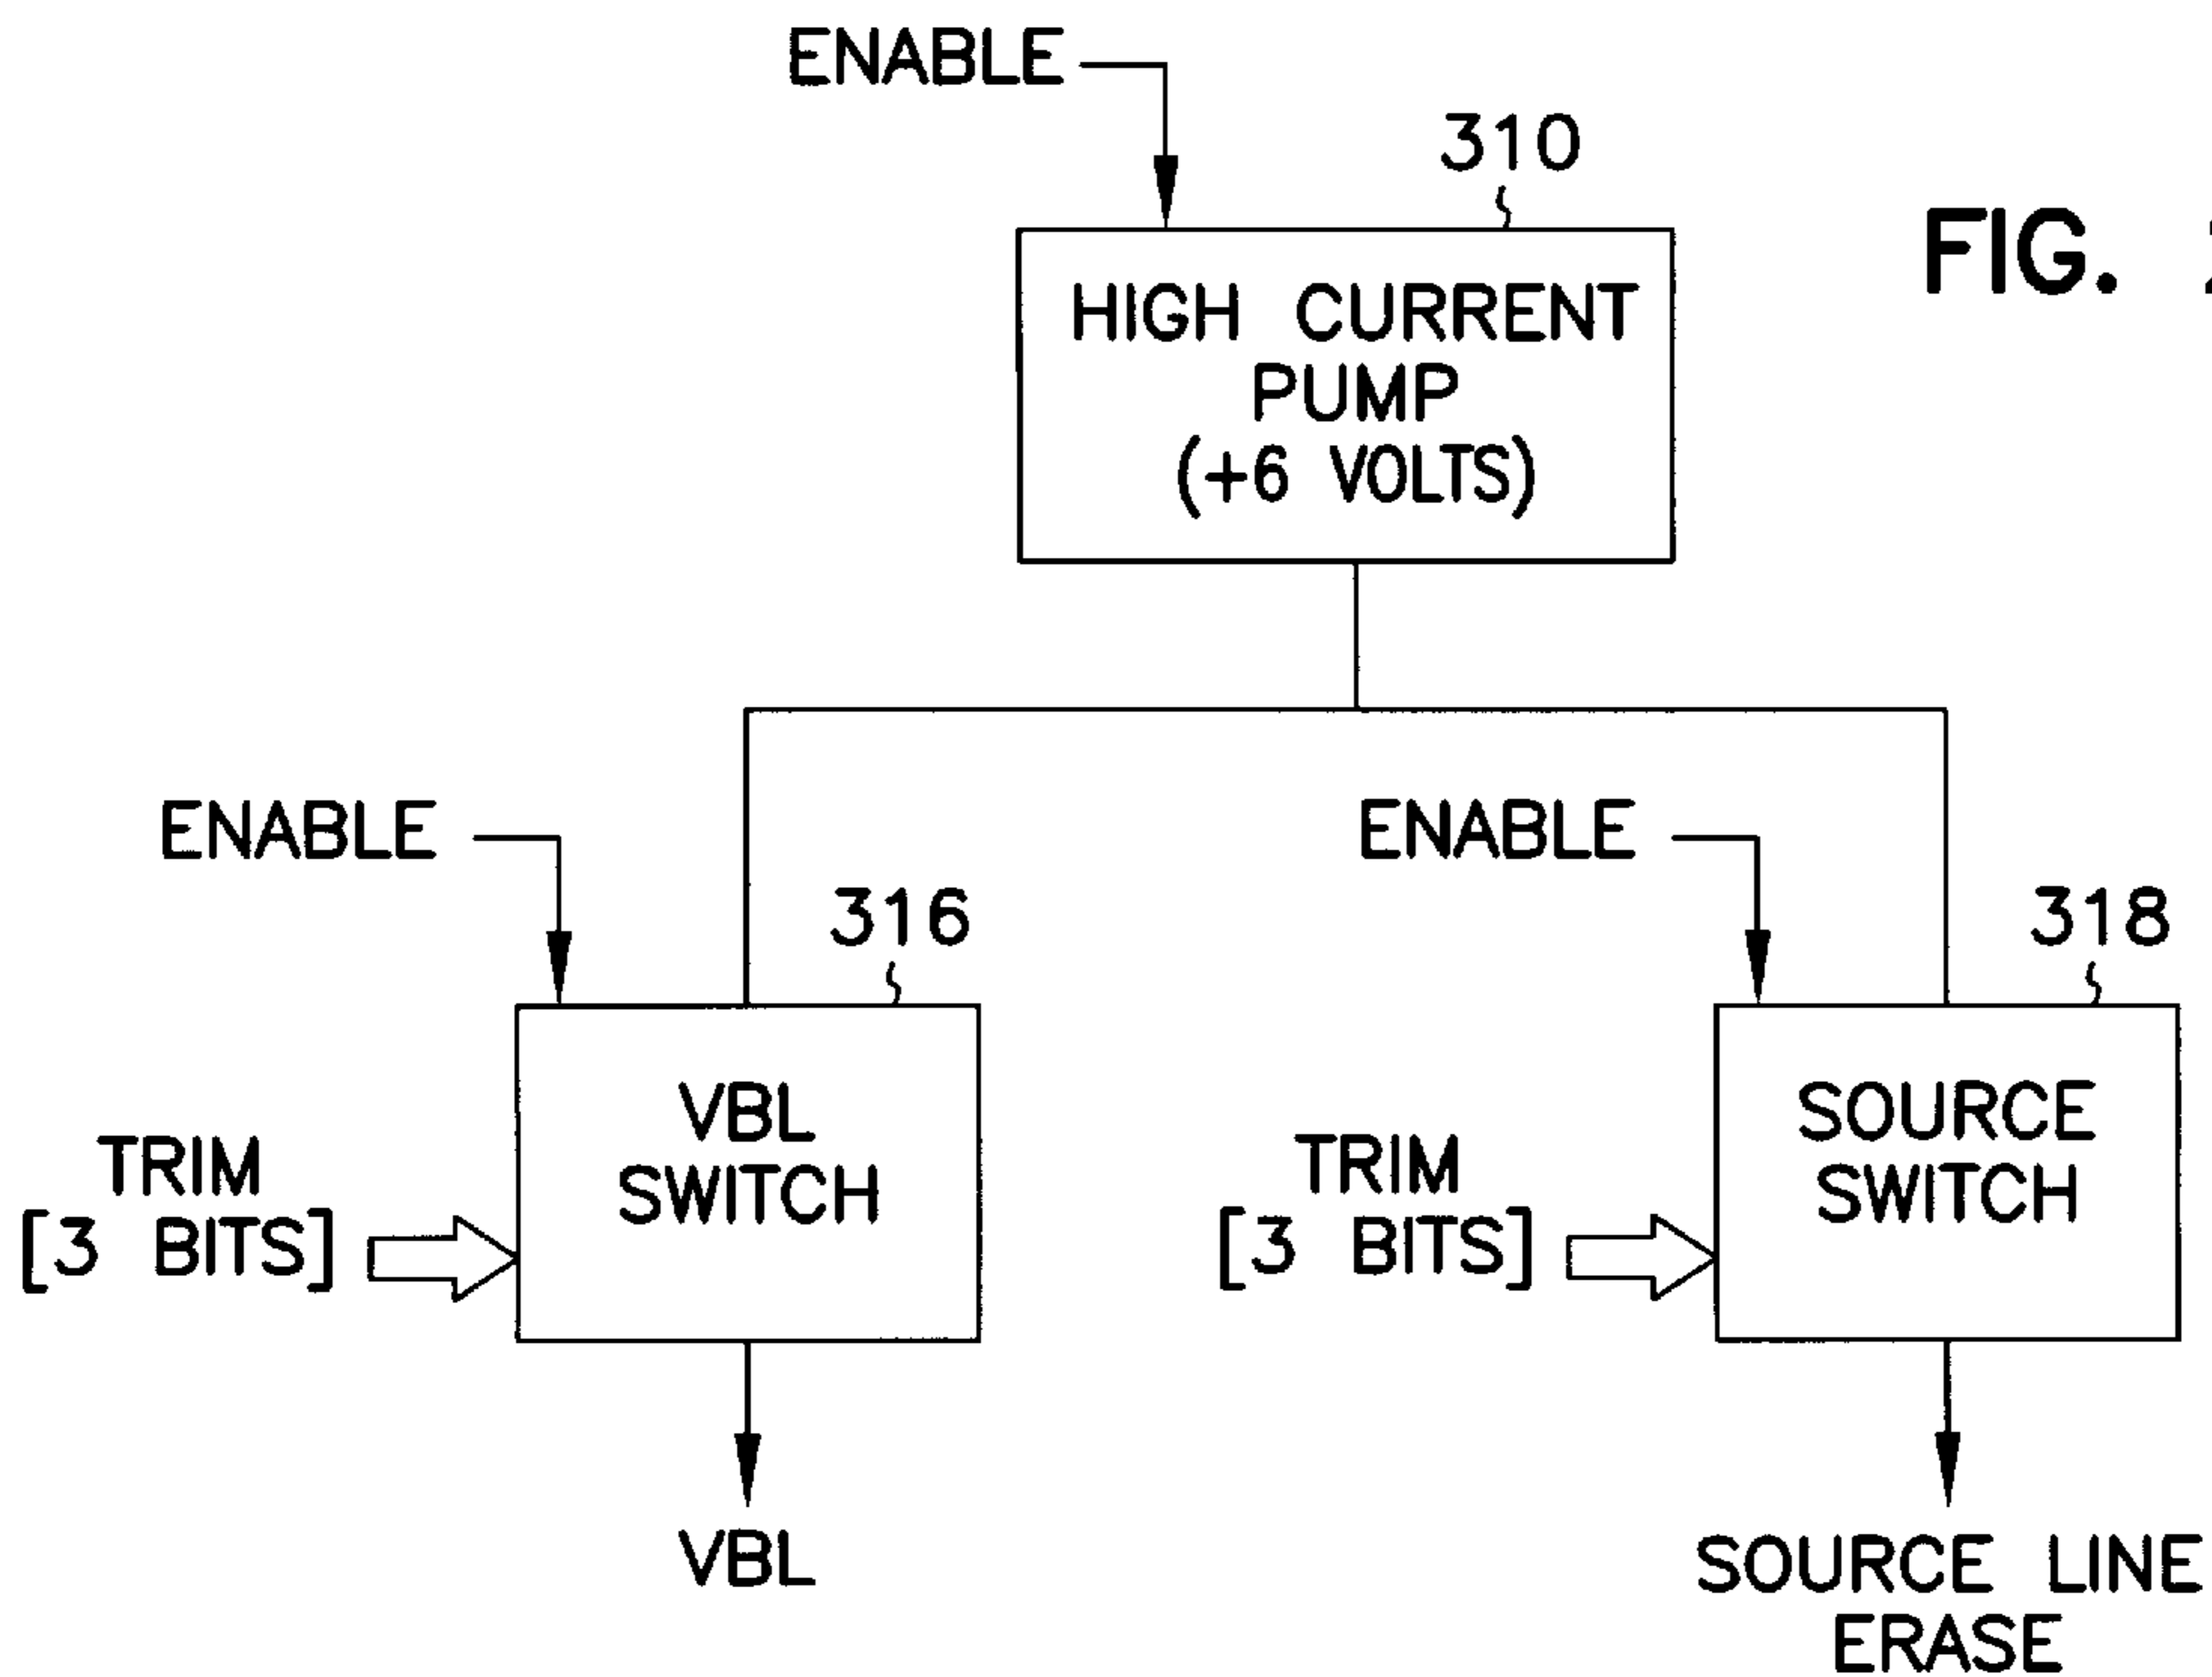 ENABLE
310
FIG.
HIGH CURRENT
PUMP
(+6 VOLTS)
ENABLE
316
ENABLE
318
VBL
SWITCH
TRIM
[3 BITS]
SOURCE
SWITCH
TRIM
[3 BITS]
VBL
SOURCE LINE
ERASE